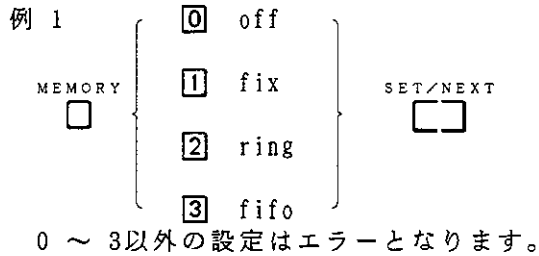 例 1
0 off
MEMORY 1 fix SET/NEXT
2 ring
3 fifo
0 ～ 3以外の設定はエラーとなります。